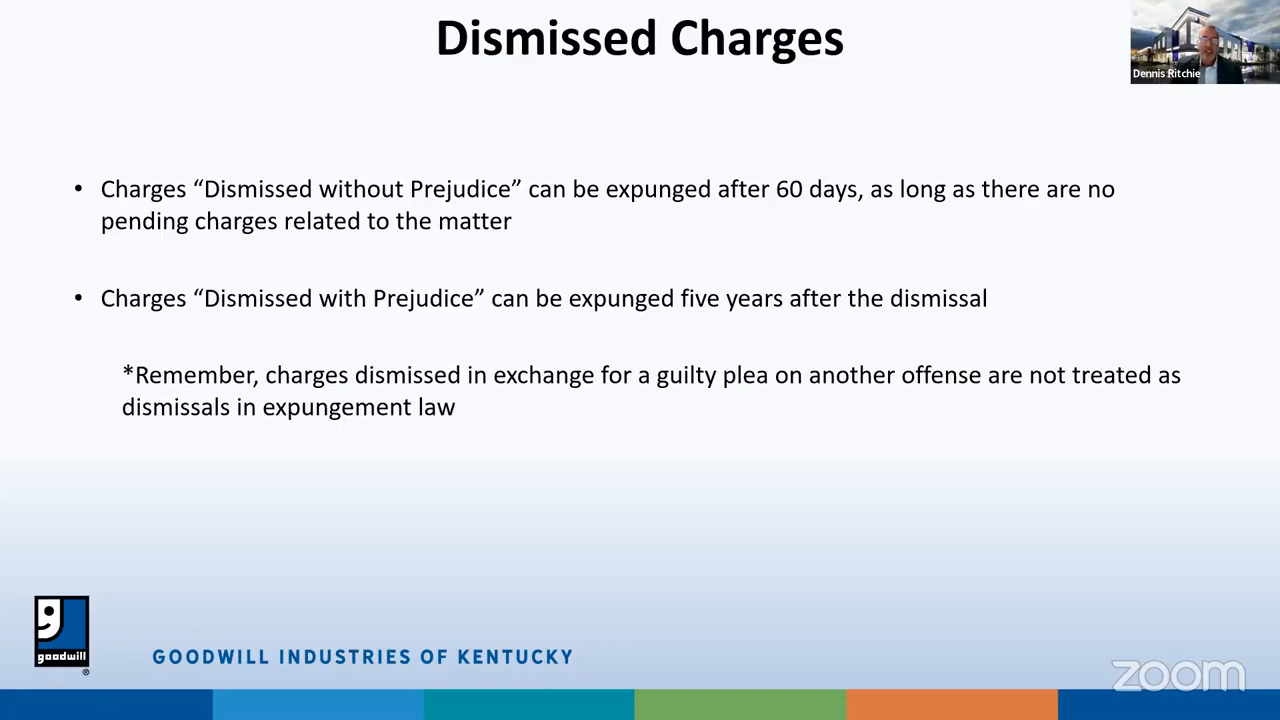 Dismissed Charges
Dennis Ritchie
• Charges “Dismissed without Prejudice” can be expunged after 60 days, as long as there are no
pending charges related to the matter
• Charges “Dismissed with Prejudice” can be expunged five years after the dismissal
*Remember, charges dismissed in exchange for a guilty plea on another offense are not treated as
dismissals in expungement law
goodwill
®
GOODWILL INDUSTRIES OF KENTUCKY
zoom